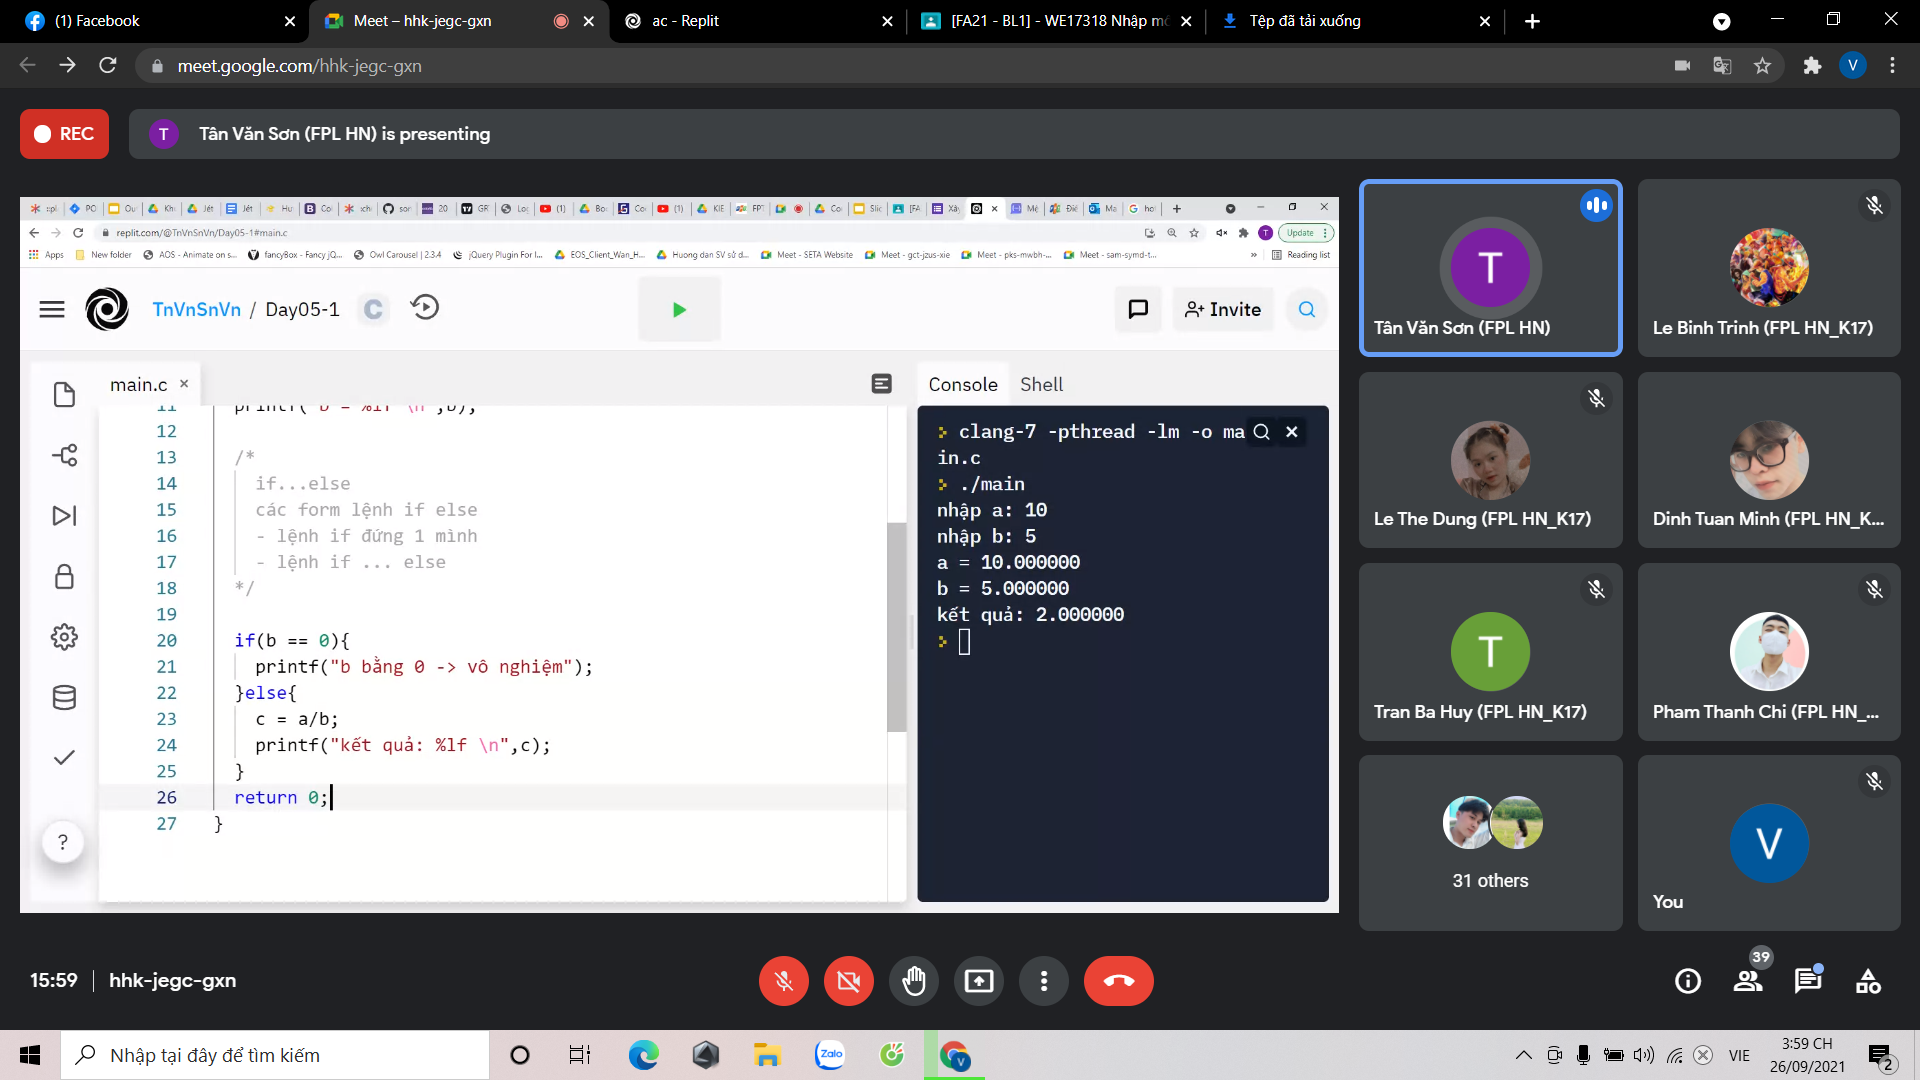 (1) Facebook
Meet – hhk-jegc-gxn
ac - Replit
[FA21 - BL1] - WE17318 Nhập mô
Tệp đã tải xuống
meet.google.com/hhk-jegc-gxn
V
REC
T
Tân Văn Sơn (FPL HN) is presenting
replit.com/@TnVnSnVn/Day05-1#main.c
Update
Apps
New folder
AOS - Animate on s...
fancyBox - Fancy jQ...
Owl Carousel | 2.3.4
jQuery Plugin For I...
EOS_Client_Wan_H...
Huong dan SV sử d...
Meet - SETA Website
Meet - gct-jzus-xie
Meet - pks-mwbh-...
Meet - sam-symd-t...
»
Reading list
TnVnSnVn / Day05-1
C
Invite
main.c
Console
Shell
11 printf("b = %lf \n",b);
12
13 /*
14 if...else
15 các form lệnh if else
16 - lệnh if đứng 1 mình
17 - lệnh if ... else
18 */
19
20 if(b == 0){
21 printf("b bằng 0 -> vô nghiệm");
22 }else{
23 c = a/b;
24 printf("kết quả: %lf \n",c);
25 }
26 return 0;
27 }
?
> clang-7 -pthread -lm -o ma
in.c
> ./main
nhập a: 10
nhập b: 5
a = 10.000000
b = 5.000000
kết quả: 2.000000
>
T
Tân Văn Sơn (FPL HN)
Le Binh Trinh (FPL HN_K17)
Le The Dung (FPL HN_K17)
Dinh Tuan Minh (FPL HN_K...
T
Tran Ba Huy (FPL HN_K17)
Pham Thanh Chi (FPL HN_...
31 others
V
You
15:59 | hhk-jegc-gxn
39
Nhập tại đây để tìm kiếm
Zalo
VIE
3:59 CH
26/09/2021
2